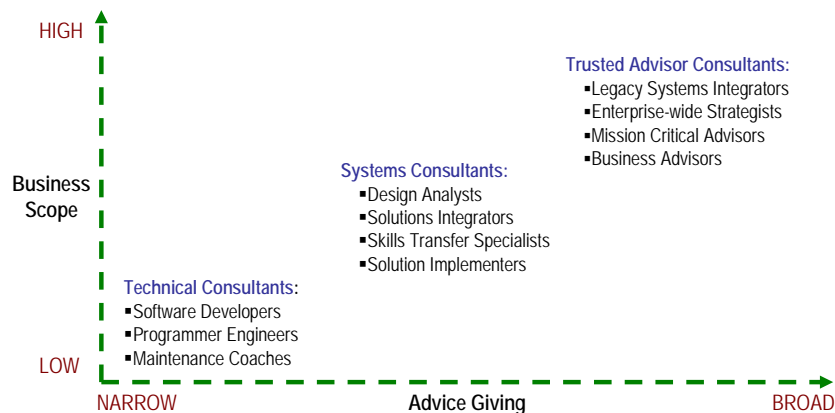 HIGH
Trusted Advisor Consultants:
▪Legacy Systems Integrators
▪Enterprise-wide Strategists
▪Mission Critical Advisors
▪Business Advisors
Systems Consultants:
▪Design Analysts
▪Solutions Integrators
▪Skills Transfer Specialists
▪Solution Implementers
Business
Scope
Technical Consultants:
▪Software Developers
▪Programmer Engineers
▪Maintenance Coaches
LOW
NARROW
Advice Giving
BROAD